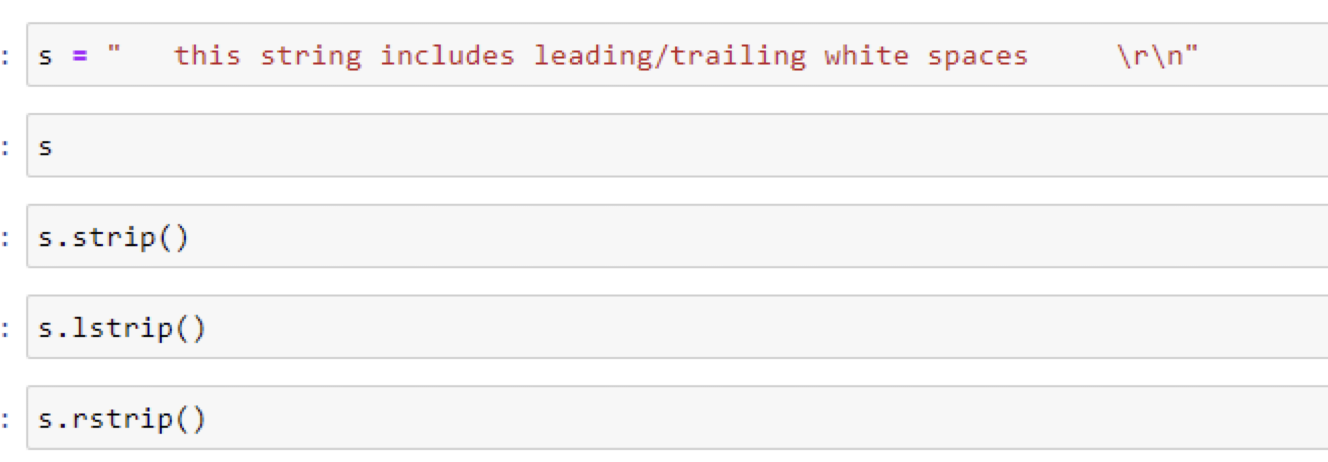 : s = "   this string includes leading/trailing white spaces     \r\n"
: s
: s.strip()
: s.lstrip()
: s.rstrip()